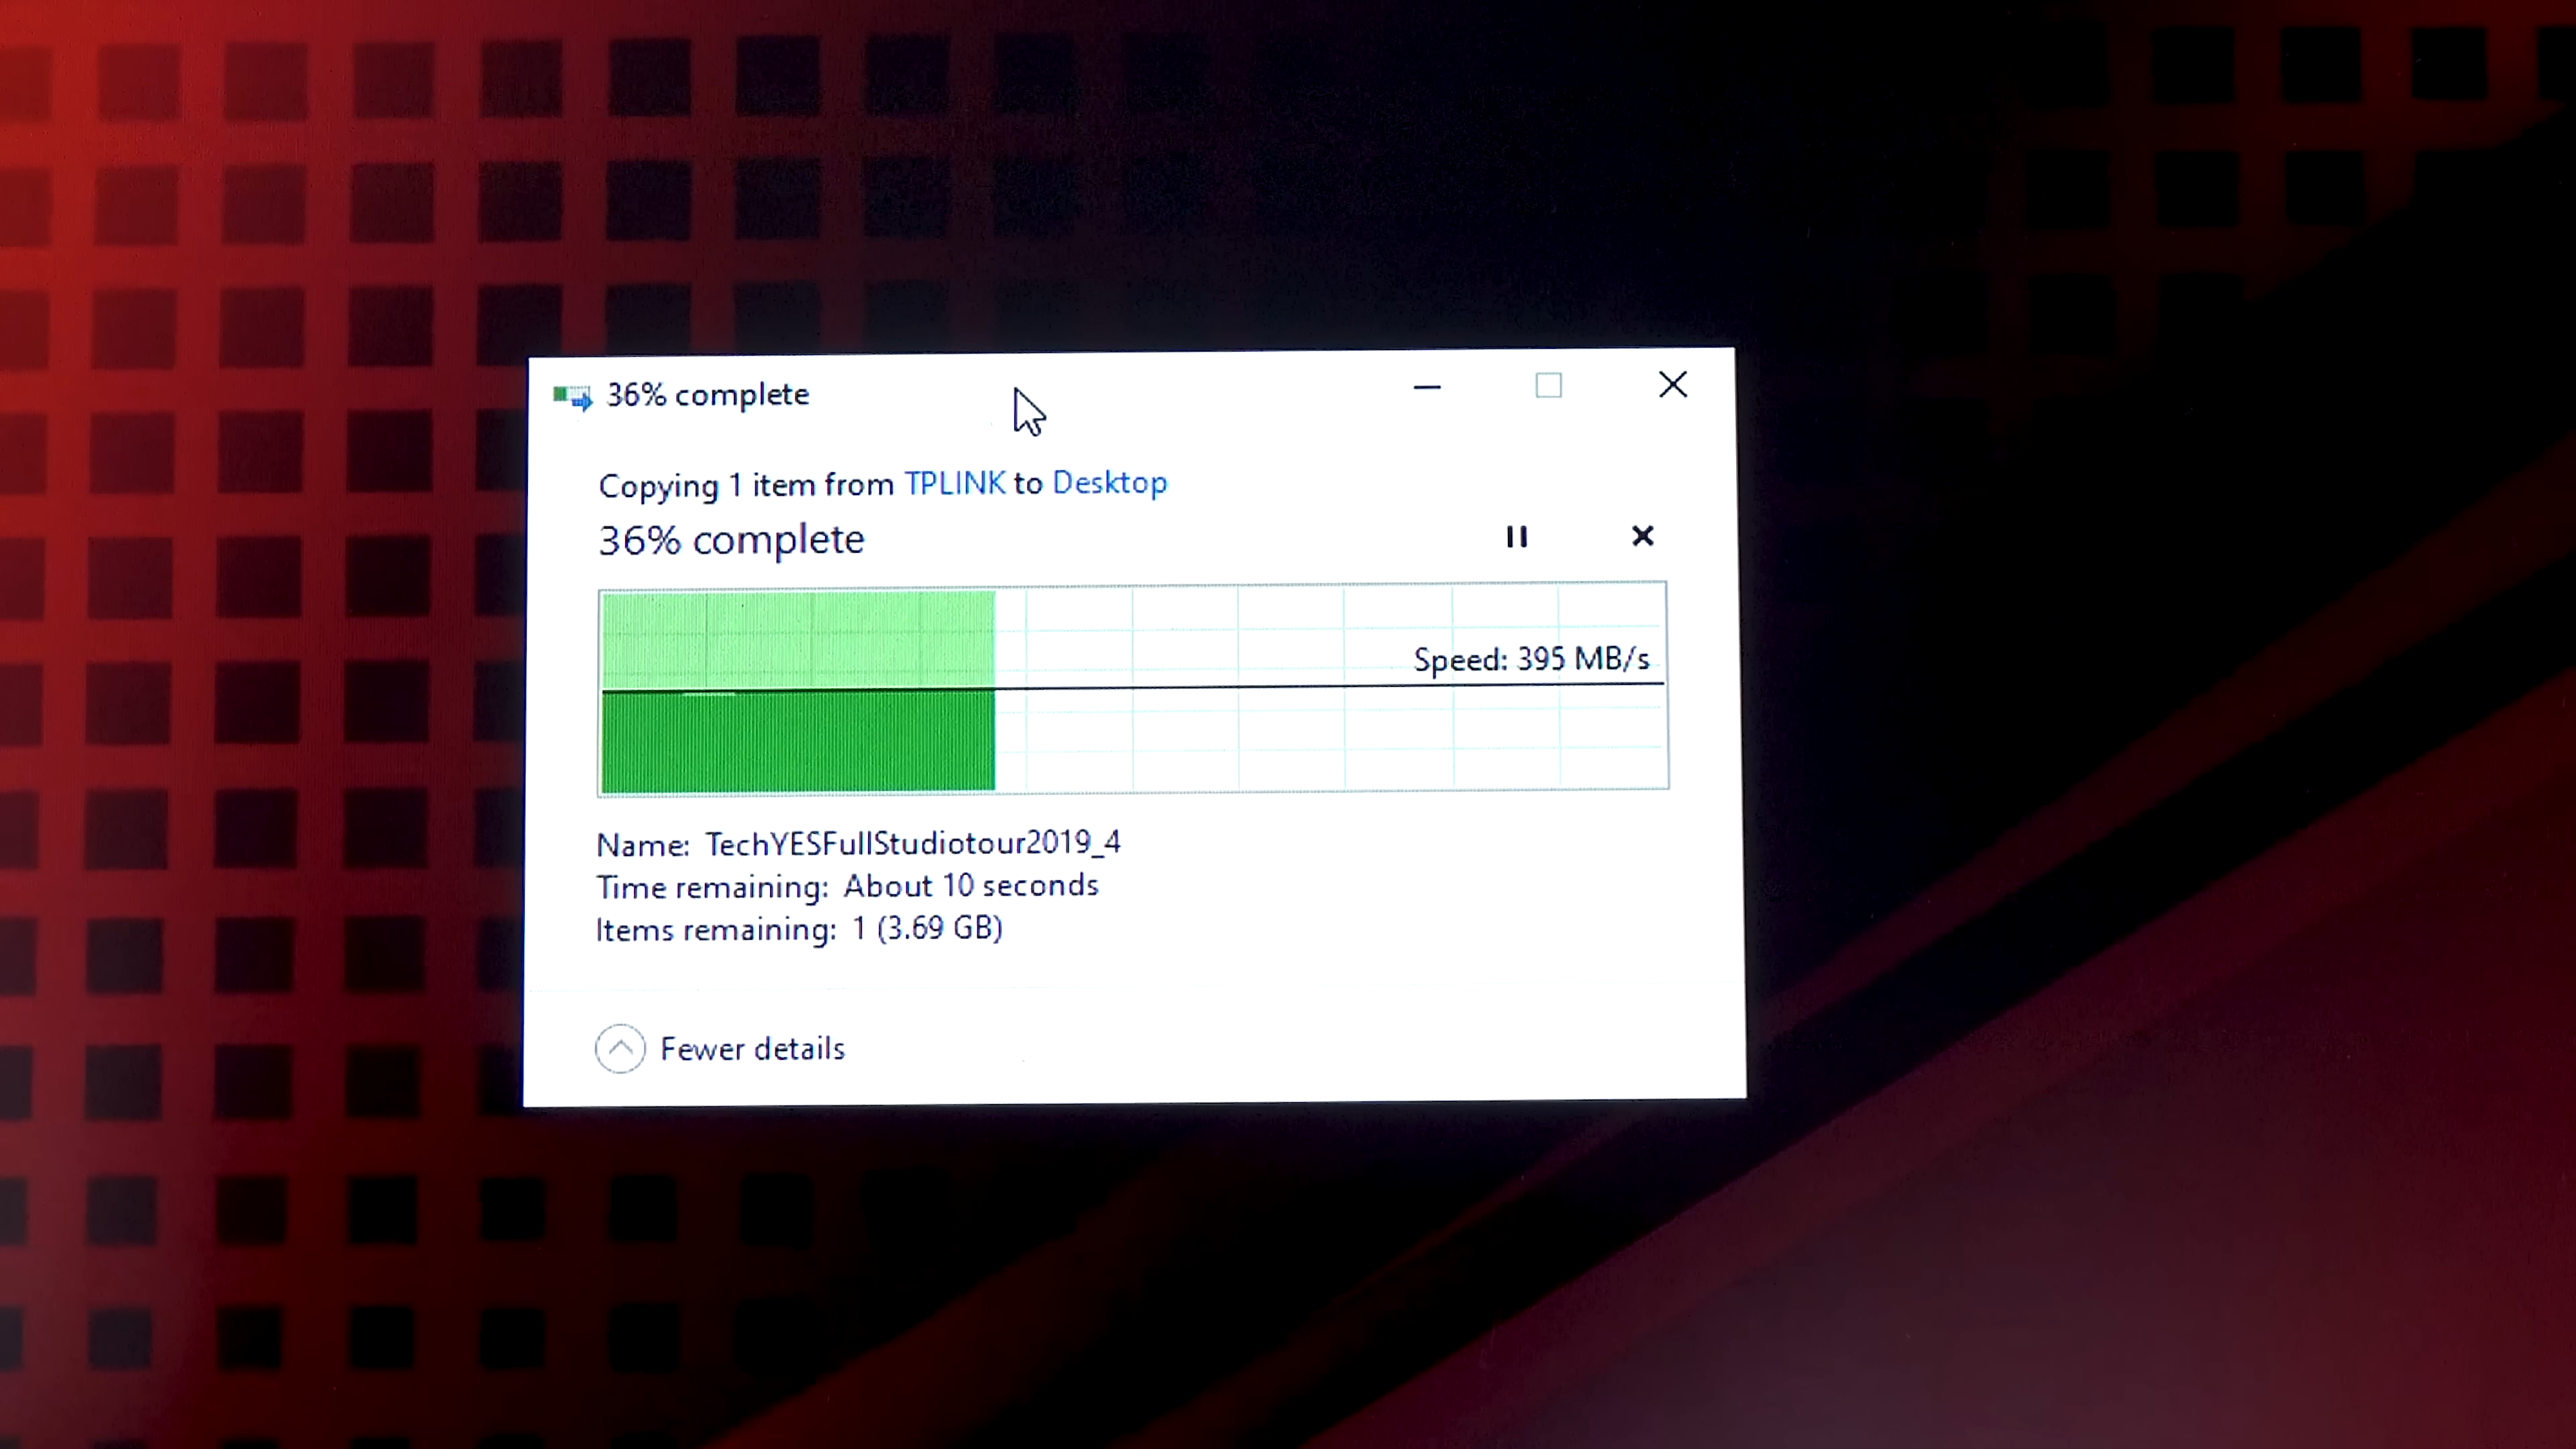 36% complete
Copying 1 item from TPLINK to Desktop
36% complete
Speed: 395 MB/s
Name: TechYESFullStudiotour2019_4
Time remaining: About 10 seconds
Items remaining: 1 (3.69 GB)
Fewer details